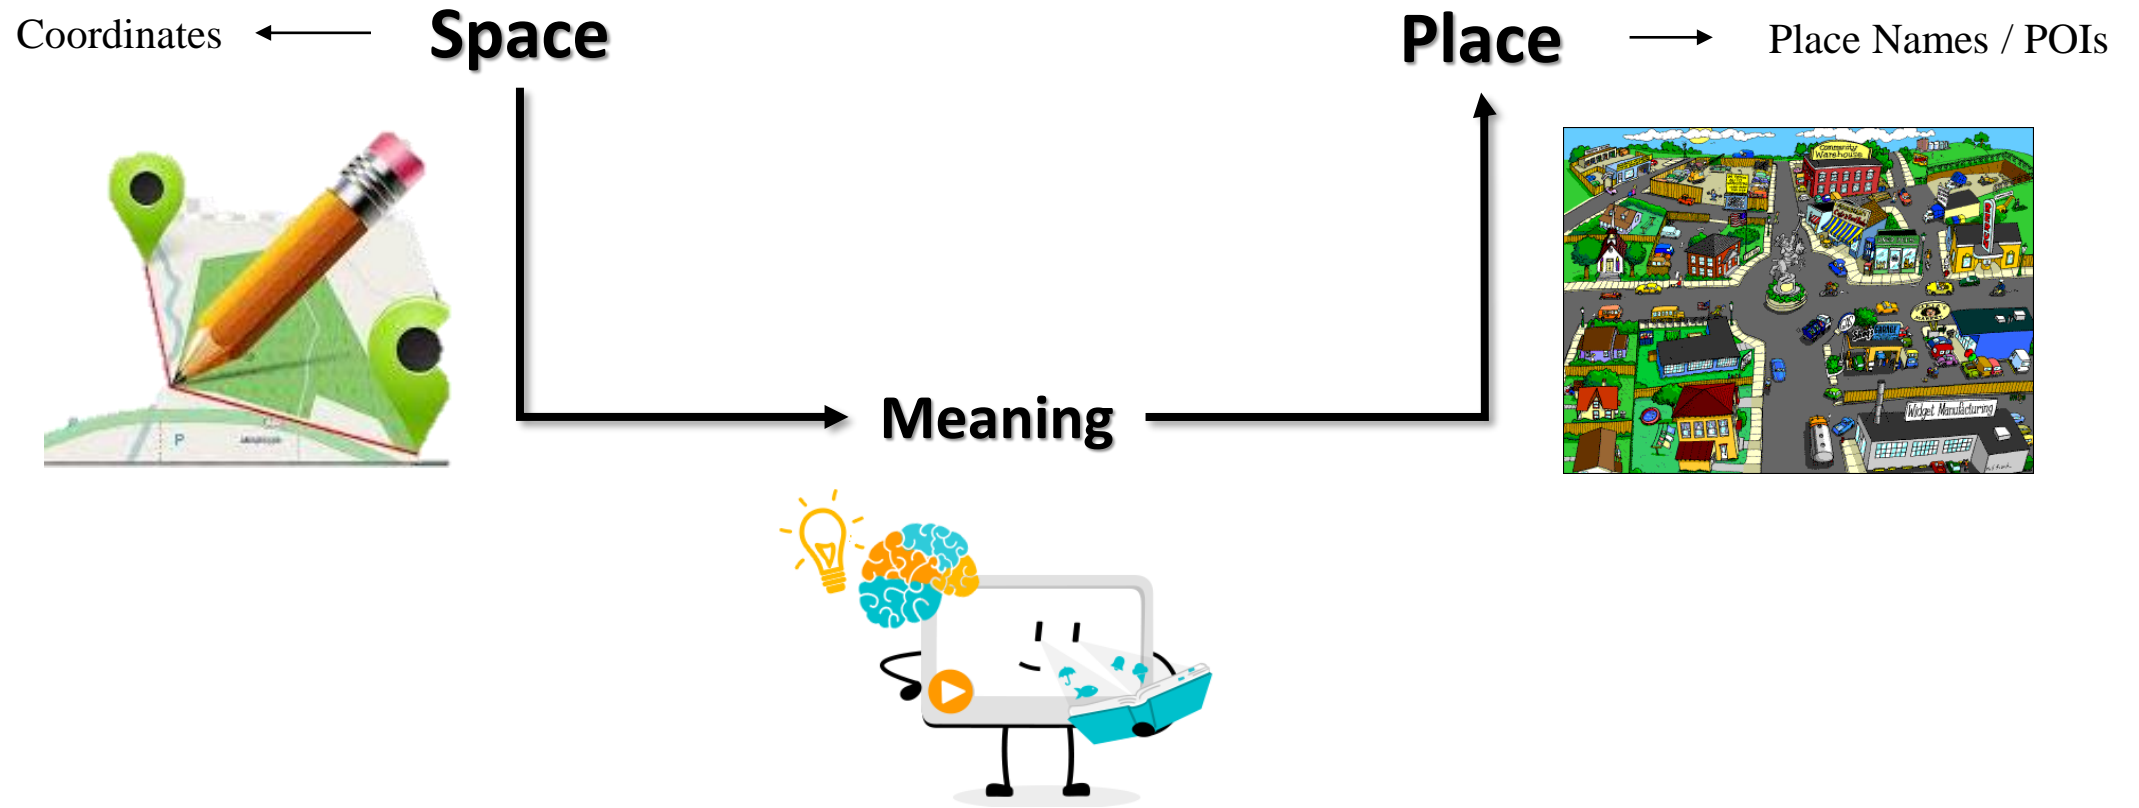 Coordinates
Space
Place
Place Names / POIs
Community
Warehouse
P
P
Meaning
Widget Manufacturing